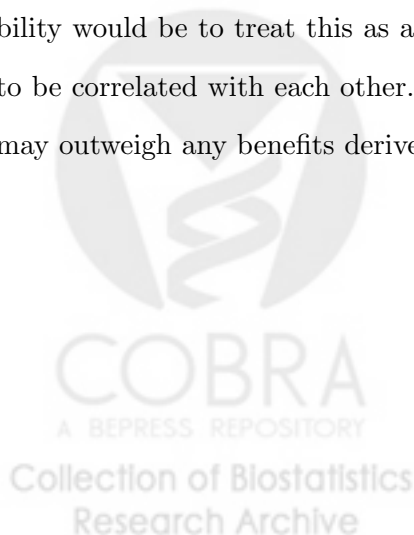 bility would be to treat this as a
to be correlated with each other.
may outweigh any benefits derive
COBRA
A BEPRESS REPOSITORY
Collection of Biostatistics
Research Archive